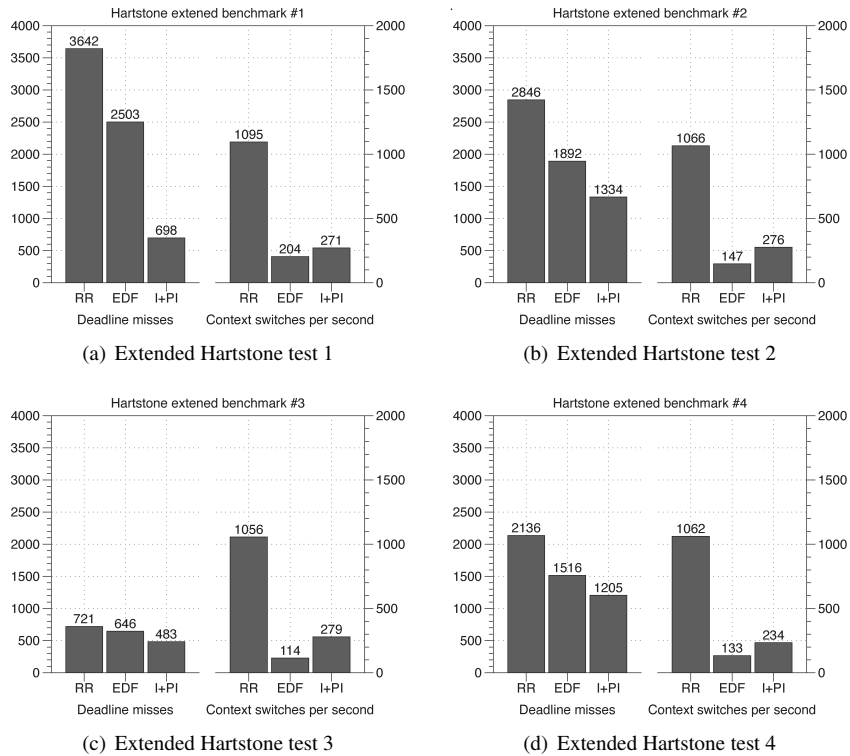 Hartstone extened benchmark #1
4000 3500 3000 2500 2000 1500 1000 500 0
3642 2503 698
1095 204 271
2000 1500 1000 500 0
RR EDF I+PI RR EDF I+PI
Deadline misses Context switches per second
(a) Extended Hartstone test 1
Hartstone extened benchmark #2
4000 3500 3000 2500 2000 1500 1000 500 0
2846 1892 1334
1066 147 276
2000 1500 1000 500 0
RR EDF I+PI RR EDF I+PI
Deadline misses Context switches per second
(b) Extended Hartstone test 2
Hartstone extened benchmark #3
4000 3500 3000 2500 2000 1500 1000 500 0
721 646 483
1056 114 279
2000 1500 1000 500 0
RR EDF I+PI RR EDF I+PI
Deadline misses Context switches per second
(c) Extended Hartstone test 3
Hartstone extened benchmark #4
4000 3500 3000 2500 2000 1500 1000 500 0
2136 1516 1205
1062 133 234
2000 1500 1000 500 0
RR EDF I+PI RR EDF I+PI
Deadline misses Context switches per second
(d) Extended Hartstone test 4